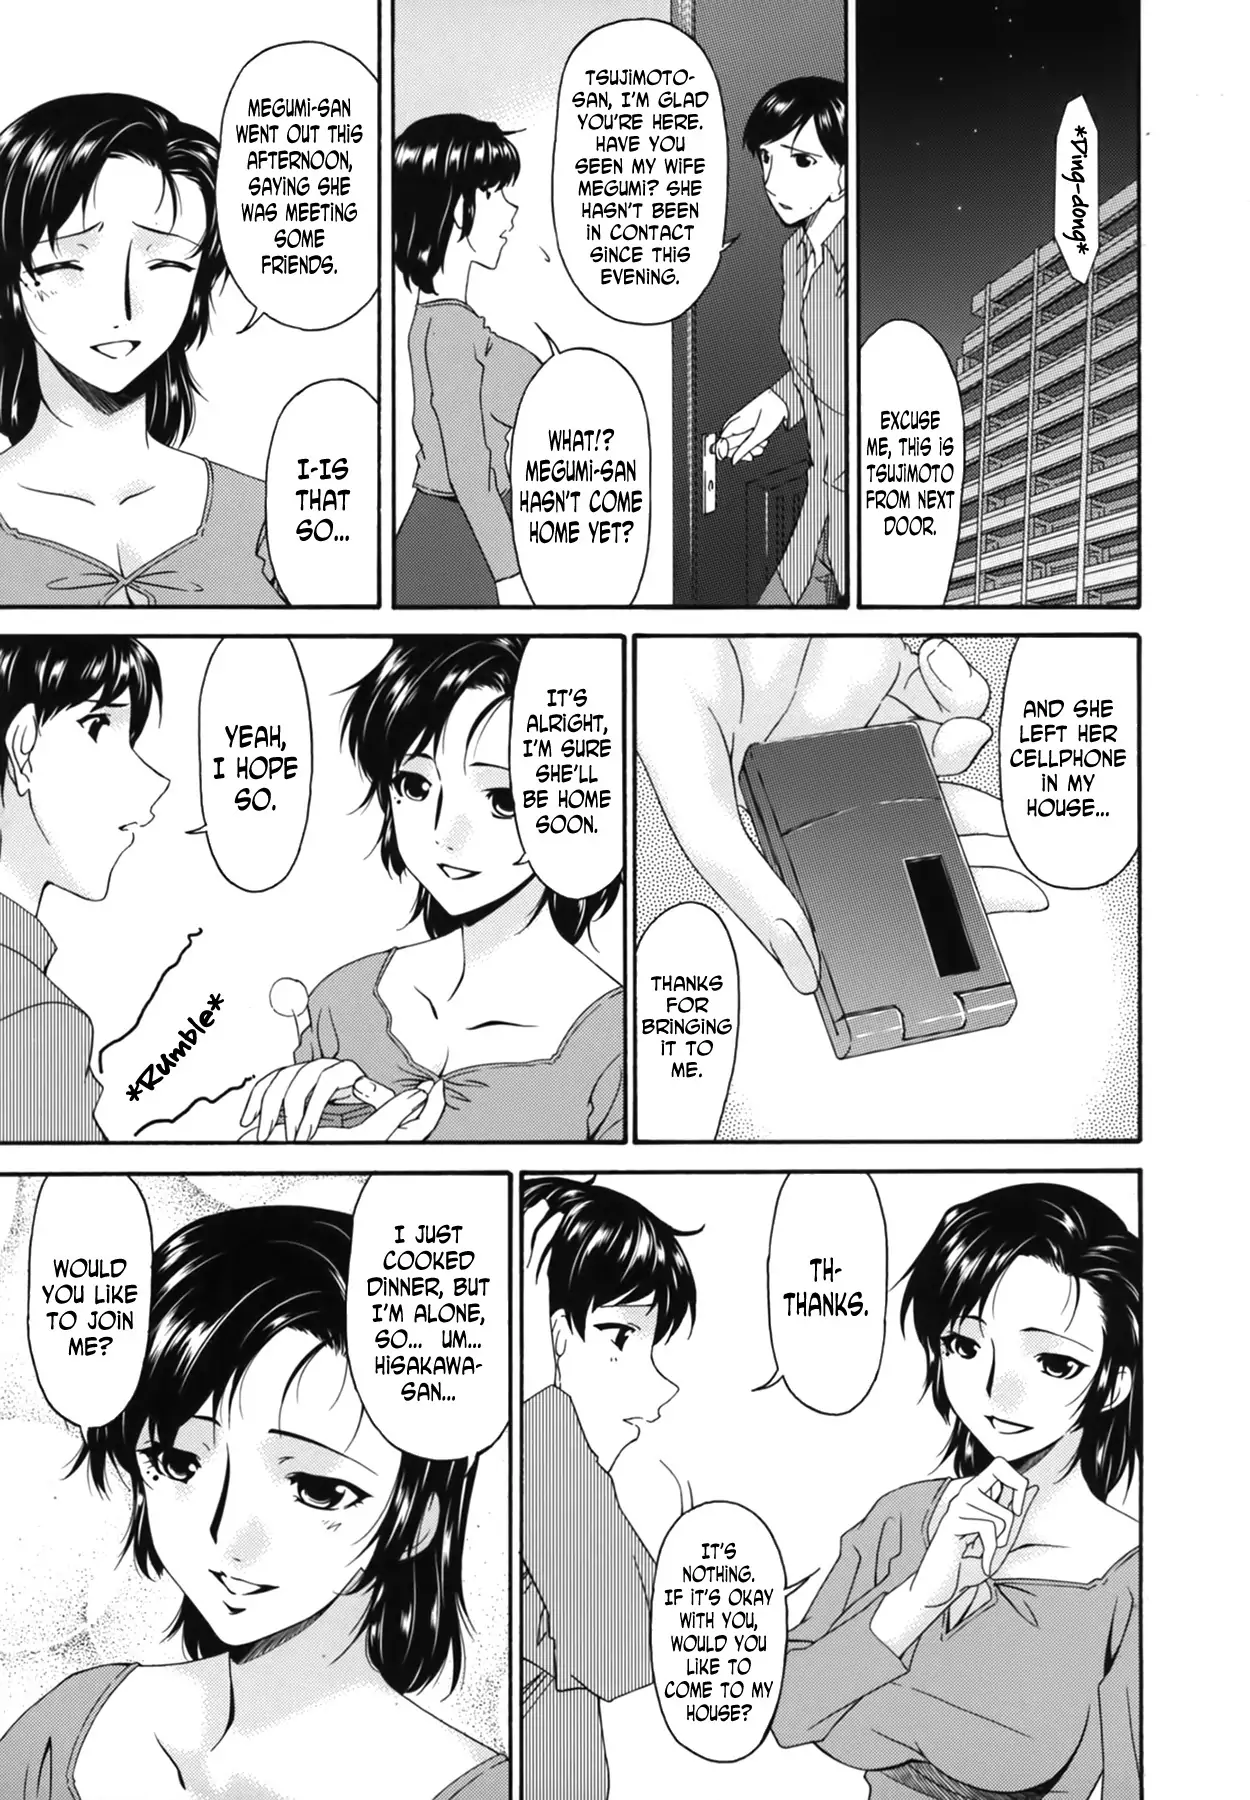 *Ding-dong*
EXCUSE
ME, THIS IS
TSUJIMOTO
FROM NEXT
DOOR.
TSUJIMOTO-
SAN, I'M GLAD
YOU'RE HERE.
HAVE YOU
SEEN MY WIFE
MEGUMI? SHE
HASN'T BEEN
IN CONTACT
SINCE THIS
EVENING.
WHAT!?
MEGUMI-SAN
HASN'T COME
HOME YET?
MEGUMI-SAN
WENT OUT THIS
AFTERNOON,
SAYING SHE
WAS MEETING
SOME
FRIENDS.
I-IS
THAT
SO...
AND SHE
LEFT HER
CELLPHONE
IN MY
HOUSE...
THANKS
FOR
BRINGING
IT TO
ME.
IT'S
ALRIGHT,
I'M SURE
SHE'LL
BE HOME
SOON.
YEAH,
I HOPE
SO.
*Rumble*
TH-
THANKS.
IT'S
NOTHING.
IF IT'S OKAY
WITH YOU,
WOULD YOU
LIKE TO
COME TO MY
HOUSE?
I JUST
COOKED
DINNER, BUT
I'M ALONE,
SO... UM...
HISAKAWA-
SAN...
WOULD
YOU LIKE
TO JOIN
ME?